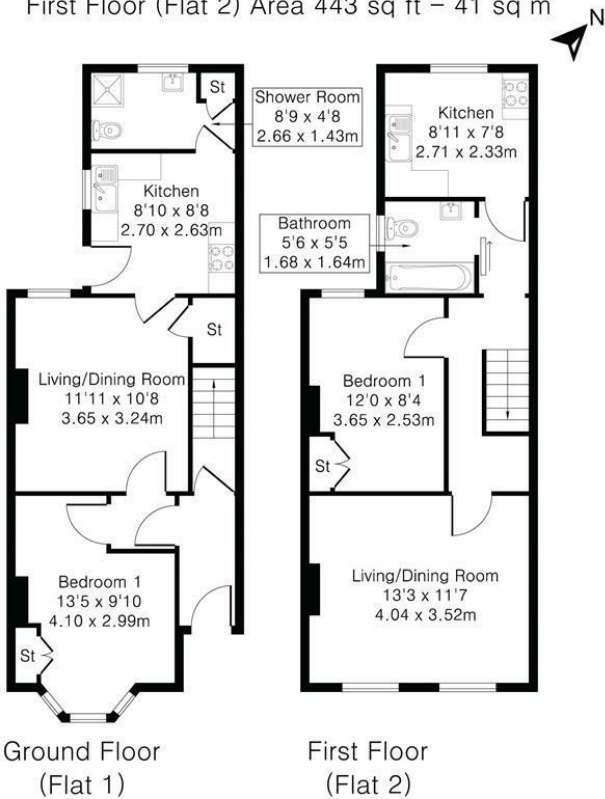 First Floor (Flat 2) Area 443 sq ft – 41 sq m
N
St
Shower Room
8'9 x 4'8
2.66 x 1.43m
Kitchen
8'10 x 8'8
2.70 x 2.63m
Kitchen
8'11 x 7'8
2.71 x 2.33m
Bathroom
5'6 x 5'5
1.68 x 1.64m
St
Living/Dining Room
11'11 x 10'8
3.65 x 3.24m
Bedroom 1
12'0 x 8'4
3.65 x 2.53m
St
Bedroom 1
13'5 x 9'10
4.10 x 2.99m
St
Living/Dining Room
13'3 x 11'7
4.04 x 3.52m
Ground Floor
(Flat 1)
First Floor
(Flat 2)